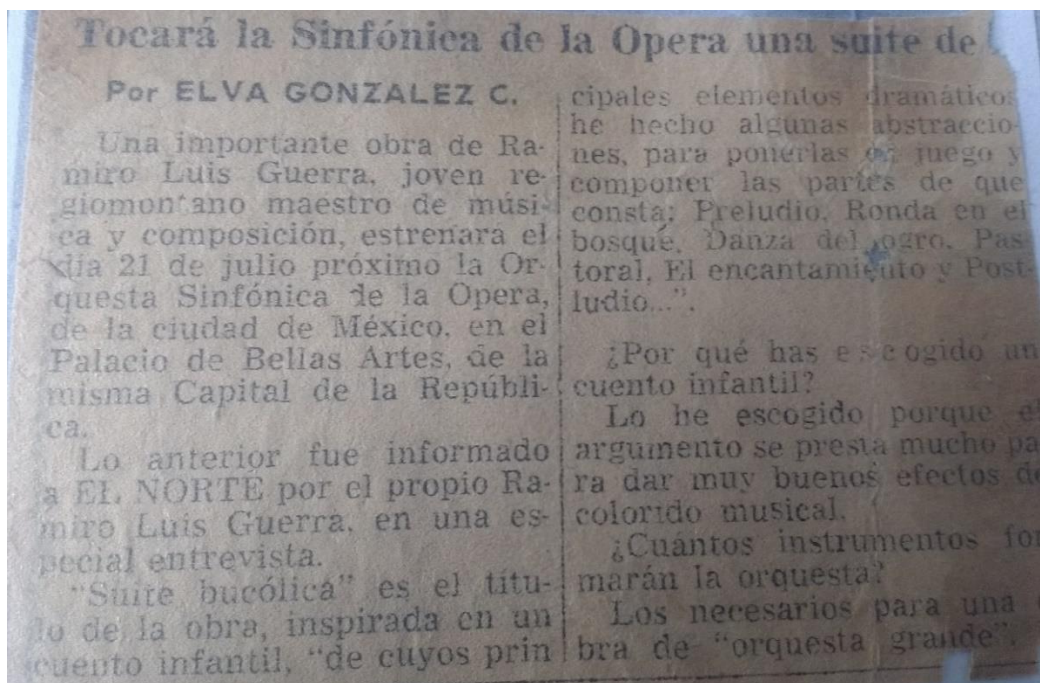 Tocará la Sinfónica de la Opera una suite de
Por ELVA GONZALEZ C.
Una importante obra de Ra-
miro Luis Guerra, joven re-
giomontano maestro de músi-
ca y composición, estrenará el
día 21 de julio próximo la Or-
questa Sinfónica de la Opera,
de la ciudad de México, en el
Palacio de Bellas Artes, de la
misma Capital de la Repúbli-
ca.
Lo anterior fue informado
a EL NORTE por el propio Ra-
miro Luis Guerra, en una es-
pecial entrevista.
"Suite bucólica" es el títu-
lo de la obra, inspirada en un
cuento infantil, "de cuyos prin
cipales elementos dramáticos
he hecho algunas abstraccio-
nes, para ponerlas en juego y
componer las partes de que
consta: Preludio, Ronda en el
bosque, Danza del ogro, Pas-
toral, El encantamiento y Post-
ludio...".
¿Por qué has escogido un
cuento infantil?
Lo he escogido porque el
argumento se presta mucho pa
ra dar muy buenos efectos de
colorido musical.
¿Cuántos instrumentos for
marán la orquesta?
Los necesarios para una o
bra de "orquesta grande".